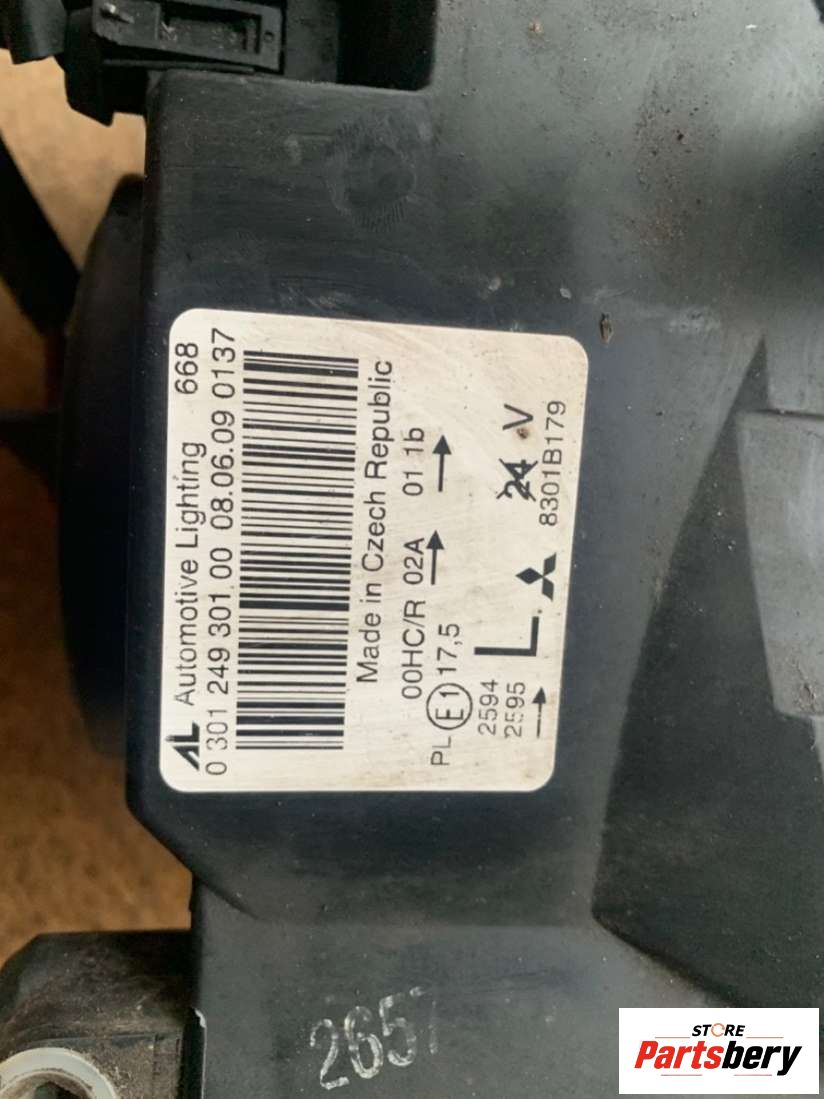 AL Automotive Lighting 668
0 301 249 301 00 08.06.09 0137
Made in Czech Republic
00HC/R 02A 01 1b
PL E1 17,5
2594
2595
L
24 V
8301B179
2657
STORE
Partsbery